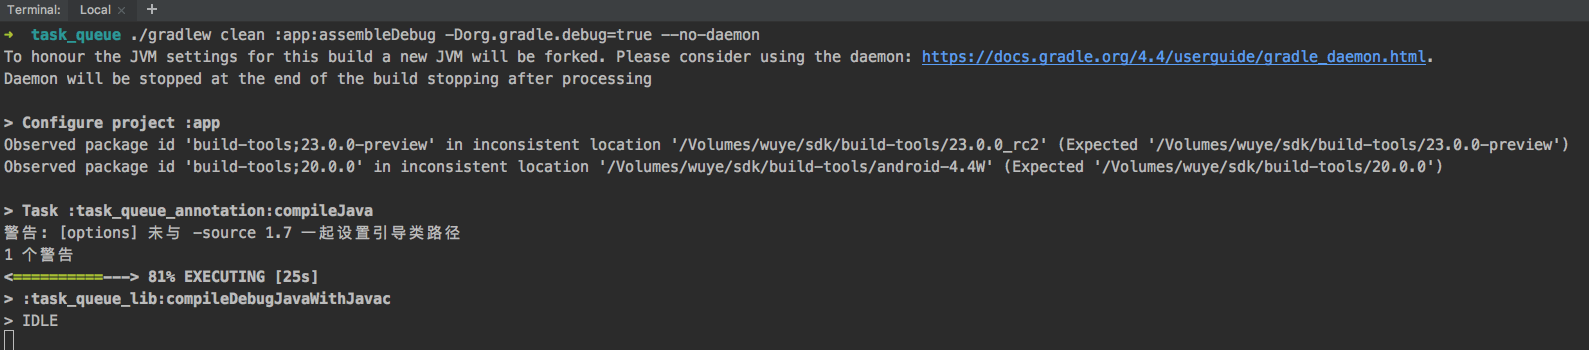 Terminal: Local × +
➜ task_queue ./gradlew clean :app:assembleDebug -Dorg.gradle.debug=true --no-daemon
To honour the JVM settings for this build a new JVM will be forked. Please consider using the daemon: https://docs.gradle.org/4.4/userguide/gradle_daemon.html.
Daemon will be stopped at the end of the build stopping after processing
> Configure project :app
Observed package id 'build-tools;23.0.0-preview' in inconsistent location '/Volumes/wuye/sdk/build-tools/23.0.0_rc2' (Expected '/Volumes/wuye/sdk/build-tools/23.0.0-preview')
Observed package id 'build-tools;20.0.0' in inconsistent location '/Volumes/wuye/sdk/build-tools/android-4.4W' (Expected '/Volumes/wuye/sdk/build-tools/20.0.0')
> Task :task_queue_annotation:compileJava
警告: [options] 未与 -source 1.7 一起设置引导类路径
1 个警告
<==========---> 81% EXECUTING [25s]
> :task_queue_lib:compileDebugJavaWithJavac
> IDLE